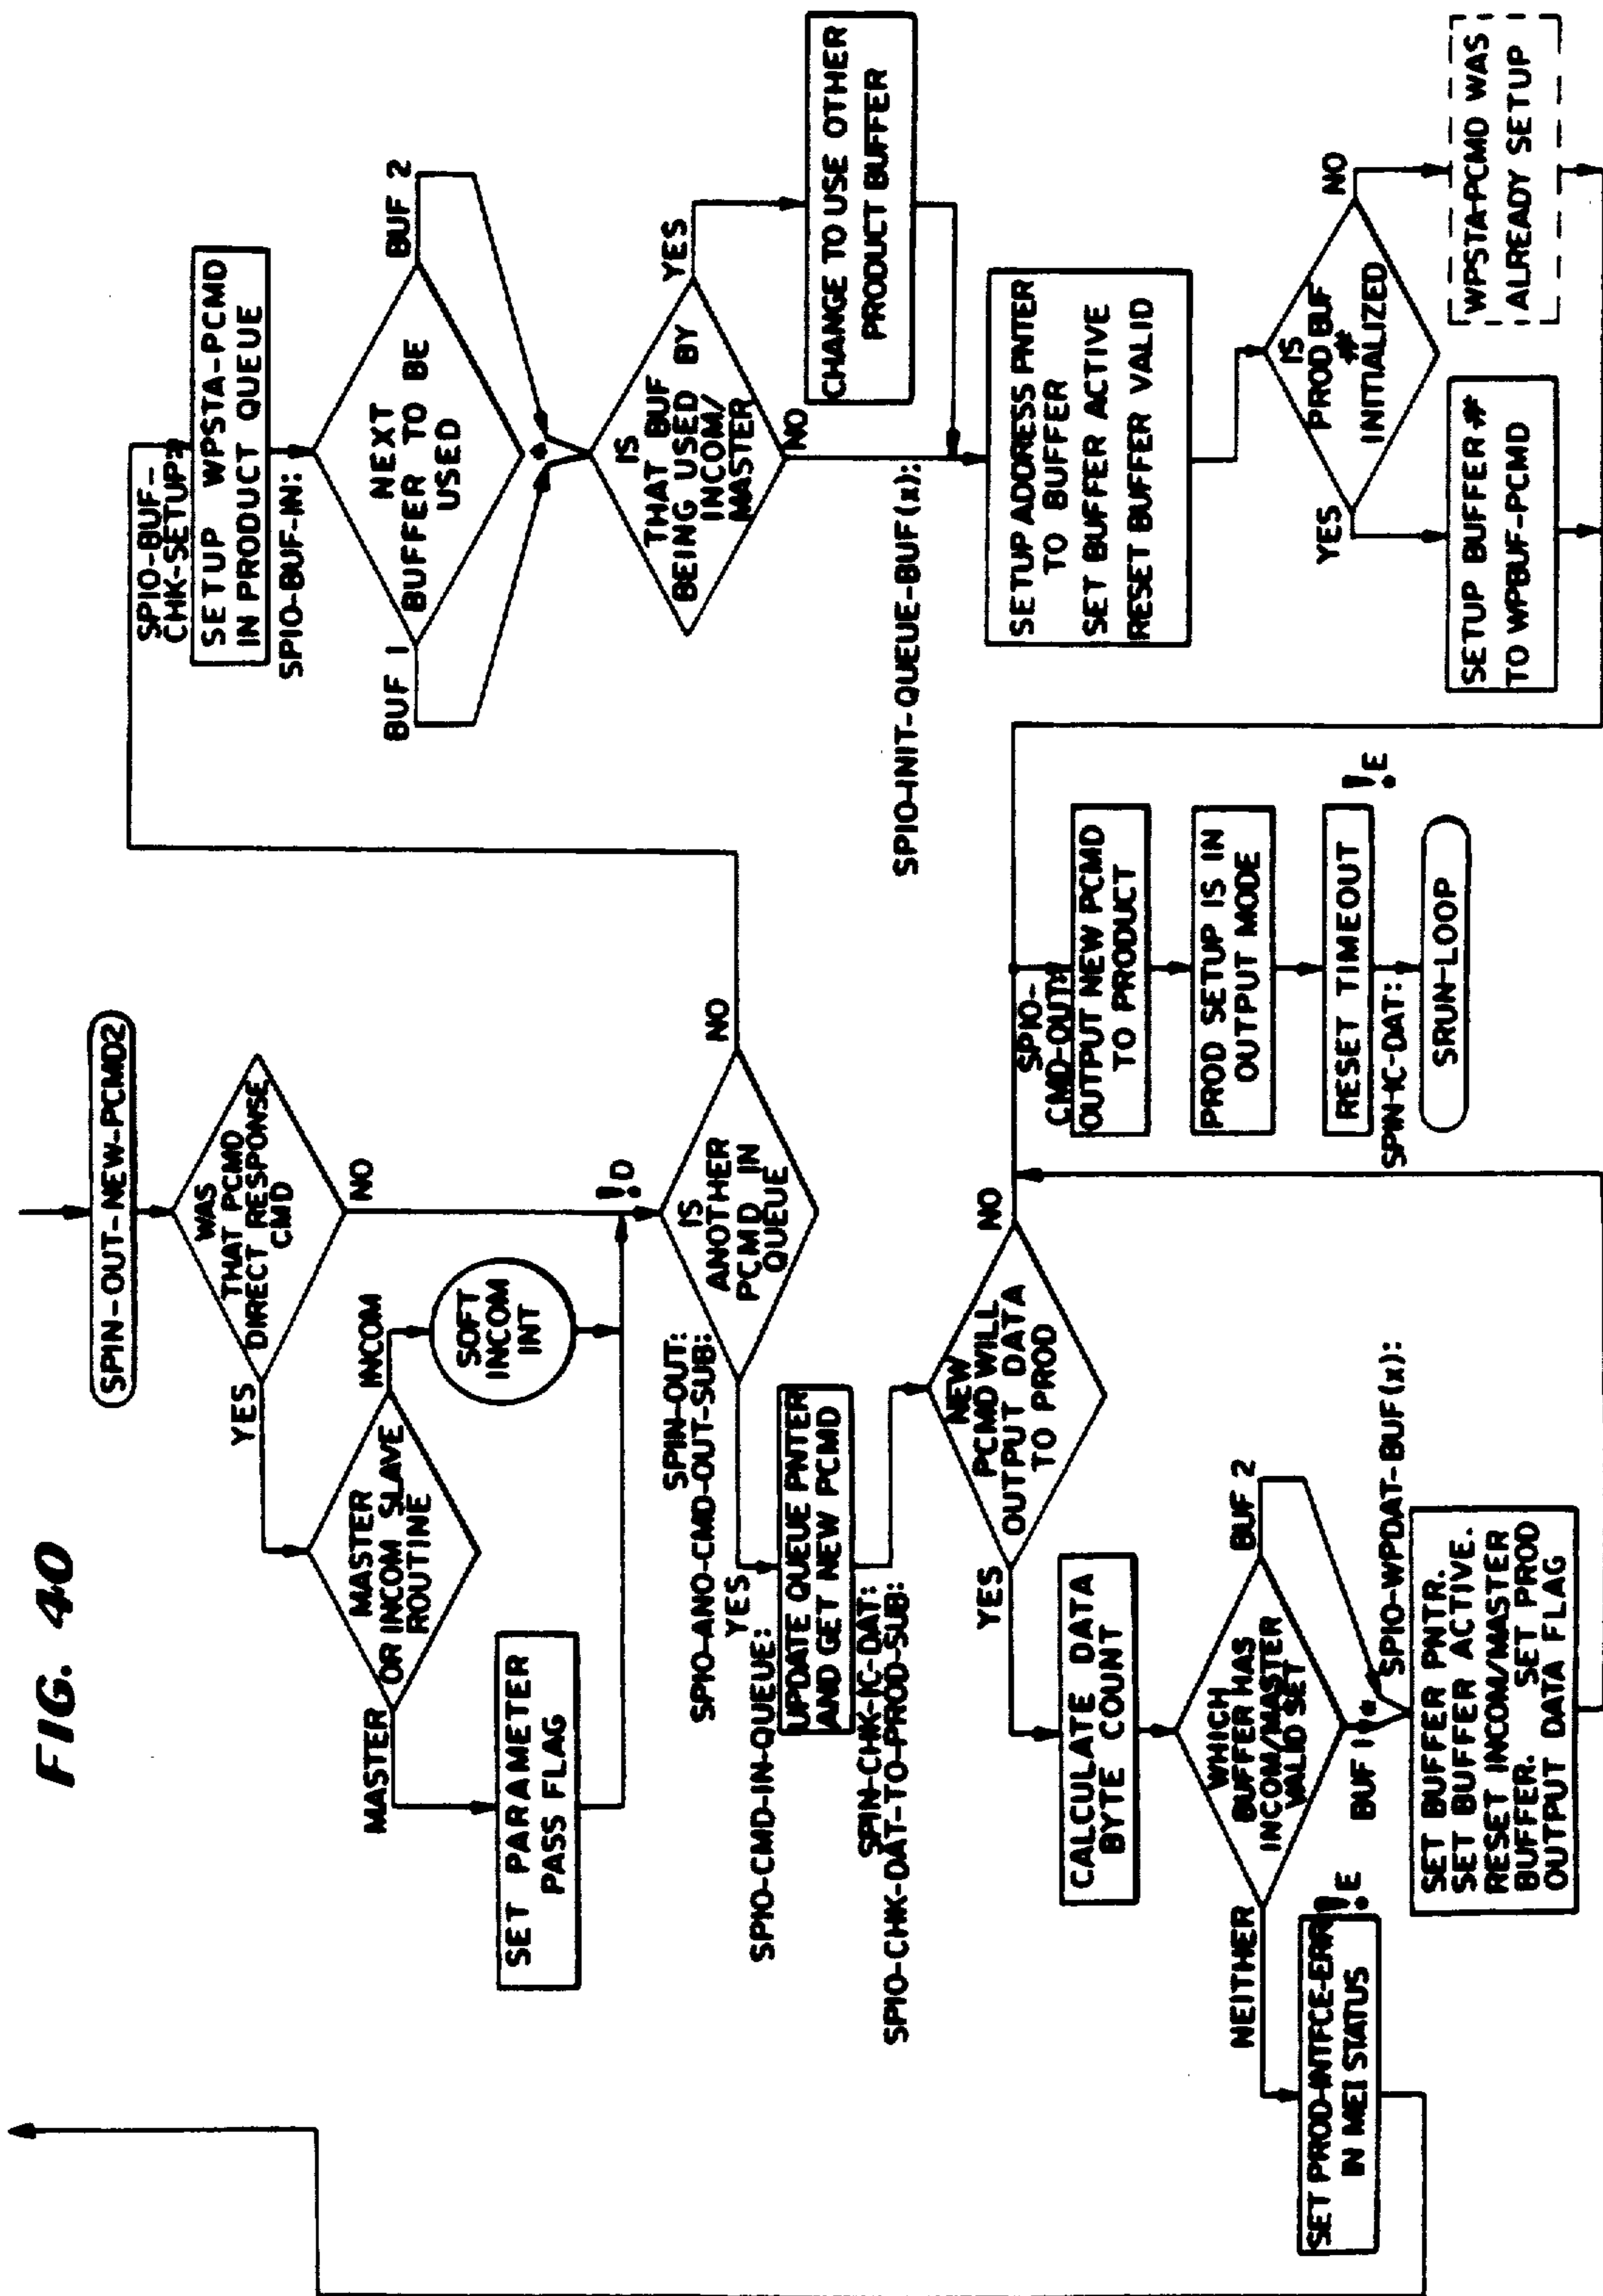 FIG. 40
SPIN-OUT-NEW-PCMD2
WAS
THAT PCMD
DIRECT RESPONSE
CMD
YES
NO
MASTER
OR INCOM SLAVE
ROUTINE
MASTER
INCOM
SET PARAMETER
PASS FLAG
SOFT
INCOM
INT
!D
SPIN-OUT:
SPIO-ANO-CMD-OUT-SUB:
IS
ANOTHER
PCMD IN
QUEUE
YES
NO
SPIO-CMD-IN-QUEUE:
UPDATE QUEUE PNTER
AND GET NEW PCMD
SPIN-CHK-IC-DAT:
SPIO-CHK-DAT-TO-PROD-SUB:
NEW
PCMD WILL
OUTPUT DATA
TO PROD
YES
NO
CALCULATE DATA
BYTE COUNT
WHICH
BUFFER HAS
INCOM/MASTER
VALID SET
NEITHER
BUF 1
*
BUF 2
SET PROD-INTFCE-ERR
IN MEI STATUS
!E
SPIO-WPDAT-BUF(x):
SET BUFFER PNTR.
SET BUFFER ACTIVE.
RESET INCOM/MASTER
BUFFER. SET PROD
OUTPUT DATA FLAG
SPIO-BUF-
CHK-SETUP2
SETUP WPSTA-PCMD
IN PRODUCT QUEUE
SPIO-BUF-IN:
NEXT
BUFFER TO BE
USED
BUF 1
BUF 2
*
IS
THAT BUF
BEING USED BY
INCOM/
MASTER
YES
NO
CHANGE TO USE OTHER
PRODUCT BUFFER
SPIO-INIT-QUEUE-BUF(x):
SETUP ADDRESS PNTER
TO BUFFER
SET BUFFER ACTIVE
RESET BUFFER VALID
IS
PROD BUF
#
INITIALIZED
YES
NO
SETUP BUFFER #
TO WPBUF-PCMD
WPSTA-PCMD WAS
ALREADY SETUP
SPIO-
CMD-OUT:
OUTPUT NEW PCMD
TO PRODUCT
PROD SETUP IS IN
OUTPUT MODE
RESET TIMEOUT
!E
SPIN-IC-DAT:
SRUN-LOOP